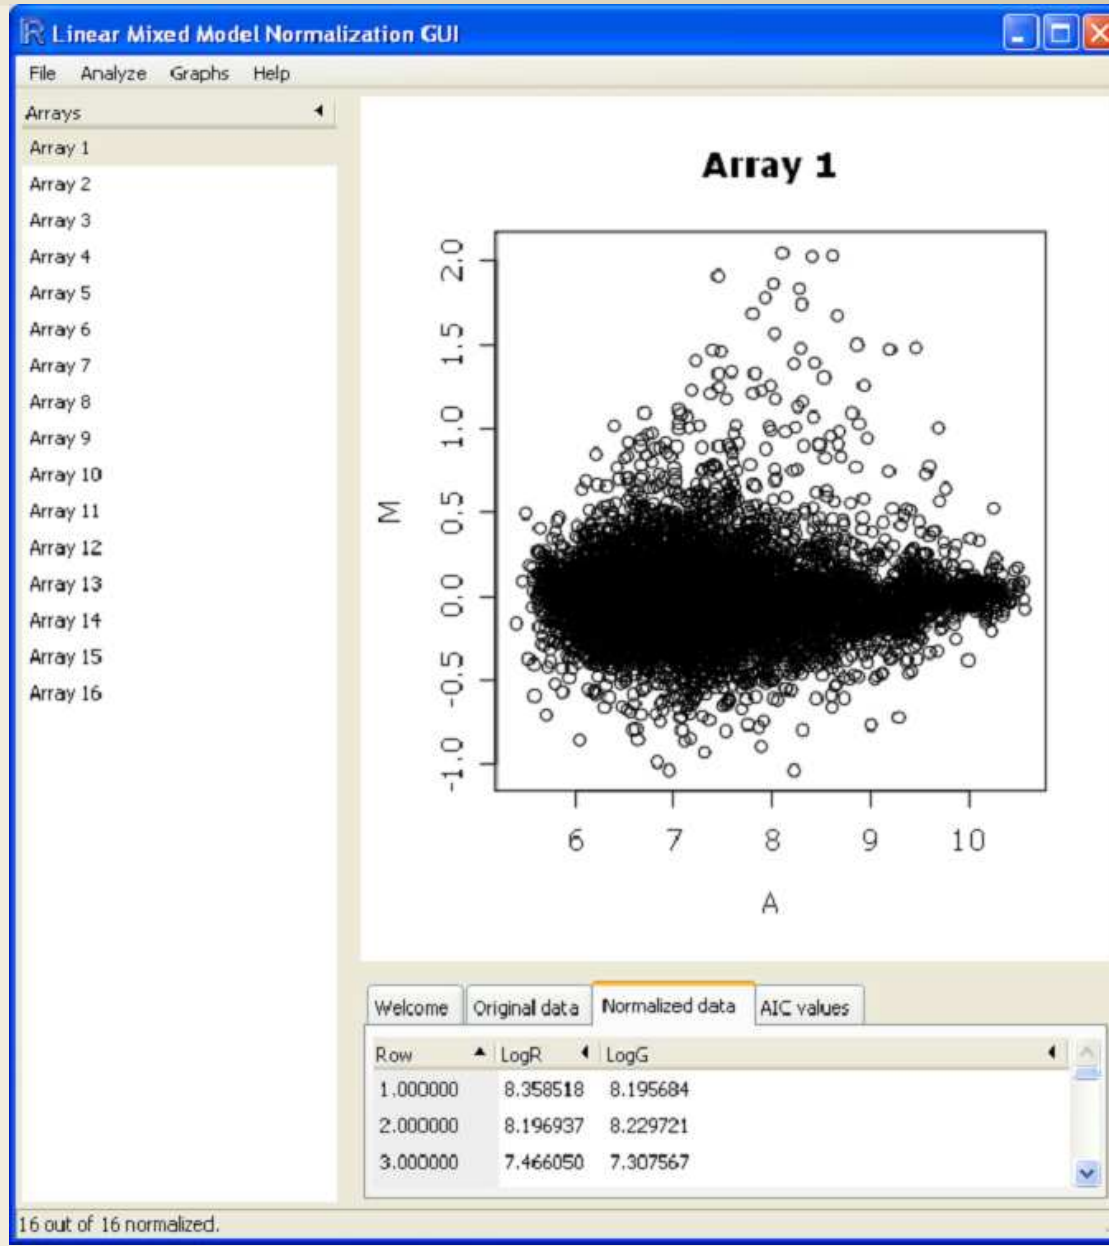 Linear Mixed Model Normalization GUI
File Analyze Graphs Help
Arrays
Array 1
Array 2
Array 3
Array 4
Array 5
Array 6
Array 7
Array 8
Array 9
Array 10
Array 11
Array 12
Array 13
Array 14
Array 15
Array 16
Array 1
M
2.0
1.5
1.0
0.5
0.0
-0.5
-1.0
6 7 8 9 10
A
Welcome Original data Normalized data AIC values
Row LogR LogG
1.000000 8.358518 8.195684
2.000000 8.196937 8.229721
3.000000 7.466050 7.307567
16 out of 16 normalized.